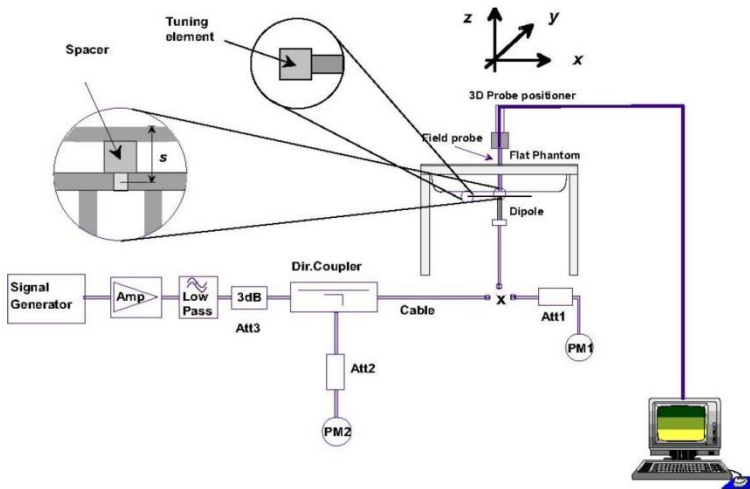 Tuning
element
Spacer
s
z
y
x
3D Probe positioner
Field probe
Flat Phantom
Dipole
Dir.Coupler
Signal
Generator
Amp
Low
Pass
3dB
Att3
Cable
x
Att1
PM1
Att2
PM2